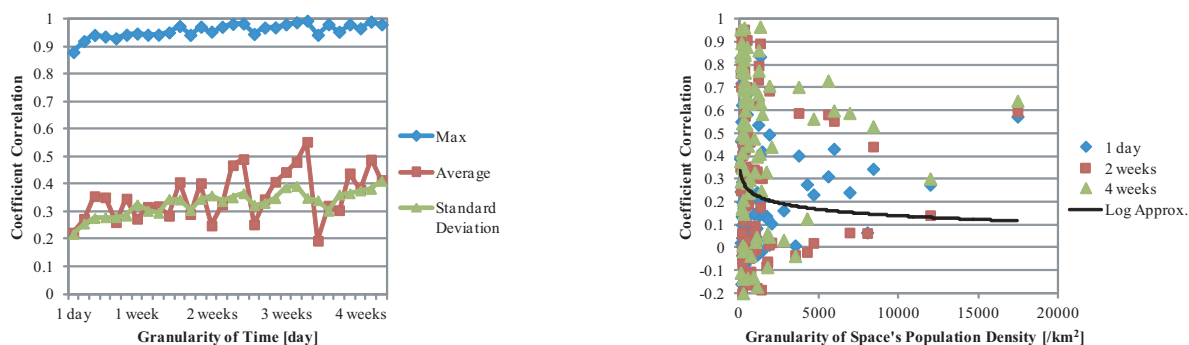 1
0.9
0.8
0.7
0.6
0.5
0.4
0.3
0.2
0.1
0
Coefficient Correlation
1 day 1 week 2 weeks 3 weeks 4 weeks
Granularity of Time [day]
Max
Average
Standard
Deviation
1
0.9
0.8
0.7
0.6
0.5
0.4
0.3
0.2
0.1
0
-0.1
-0.2
Coefficient Correlation
0 5000 10000 15000 20000
Granularity of Space's Population Density [/km²]
1 day
2 weeks
4 weeks
Log Approx.